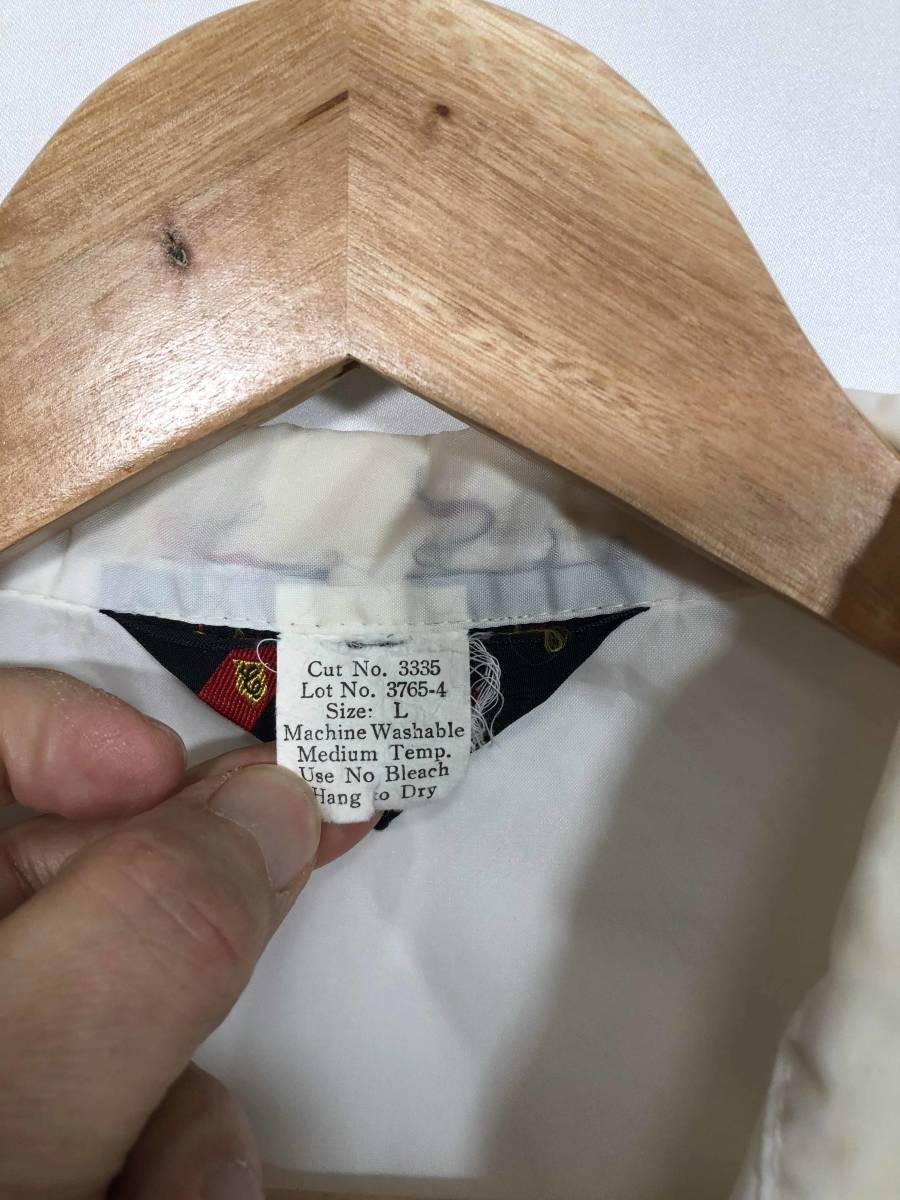 Cut No. 3335
Lot No. 3765-4
Size: L
Machine Washable
Medium Temp.
Use No Bleach
Hang to Dry